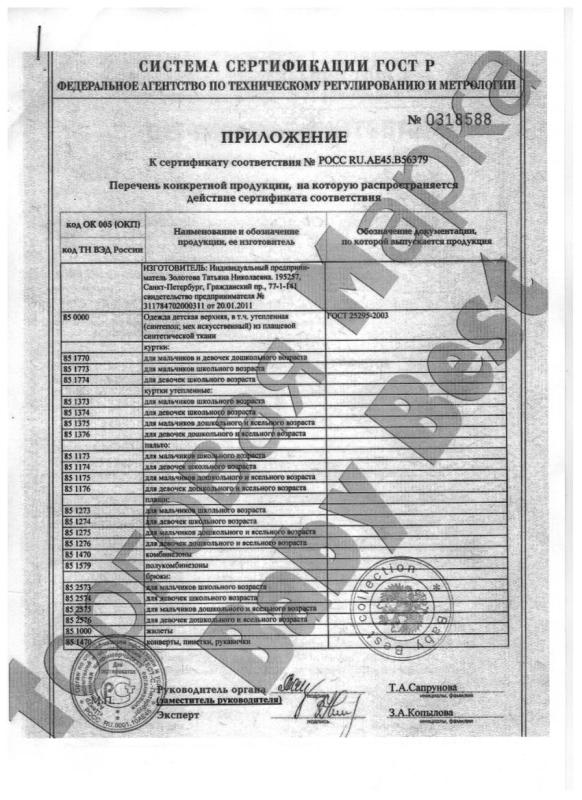 СИСТЕМА СЕРТИФИКАЦИИ ГОСТ Р
ФЕДЕРАЛЬНОЕ АГЕНТСТВО ПО ТЕХНИЧЕСКОМУ РЕГУЛИРОВАНИЮ И МЕТРОЛОГИИ
№ 0318588
ПРИЛОЖЕНИЕ
К сертификату соответствия № РОСС RU.АЕ45.В56379
Перечень конкретной продукции, на которую распространяется
действие сертификата соответствия
код ОК 005 (ОКП)
код ТН ВЭД России
Наименование и обозначение
продукции, ее изготовитель
Обозначение документации,
по которой выпускается продукция
ИЗГОТОВИТЕЛЬ: Индивидуальный предприни-
матель Золотова Татьяна Николаевна. 195257,
Санкт-Петербург, Гражданский пр., 77-1-141
свидетельство предпринимателя №
311784702000311 от 20.01.2011
85 0000 Одежда детская верхняя, в т.ч. утепленная ГОСТ 25295-2003
(синтепон, мех искусственный) из плащевой
синтетической ткани
куртки:
85 1770 для мальчиков и девочек дошкольного возраста
85 1773 для мальчиков школьного возраста
85 1774 для девочек школьного возраста
куртки утепленные:
85 1373 для мальчиков школьного возраста
85 1374 для девочек школьного возраста
85 1375 для мальчиков дошкольного и ясельного возраста
85 1376 для девочек дошкольного и ясельного возраста
пальто:
85 1173 для мальчиков школьного возраста
85 1174 для девочек школьного возраста
85 1175 для мальчиков дошкольного и ясельного возраста
85 1176 для девочек дошкольного и ясельного возраста
плащи:
85 1273 для мальчиков школьного возраста
85 1274 для девочек школьного возраста
85 1275 для мальчиков дошкольного и ясельного возраста
85 1276 для девочек дошкольного и ясельного возраста
85 1470 комбинезоны
85 1579 полукомбинезоны
брюки:
85 2573 для мальчиков школьного возраста
85 2574 для девочек школьного возраста
85 2575 для мальчиков дошкольного и ясельного возраста
85 2576 для девочек дошкольного и ясельного возраста
85 1000 жилеты
85 1470 конверты, пинетки, рукавички
Baby Best collection
Руководитель органа
(заместитель руководителя)
Эксперт
М.П.
подпись
Т.А.Сапрунова
инициалы, фамилия
подпись
З.А.Копылова
инициалы, фамилия
Торговая Марка
Baby Best